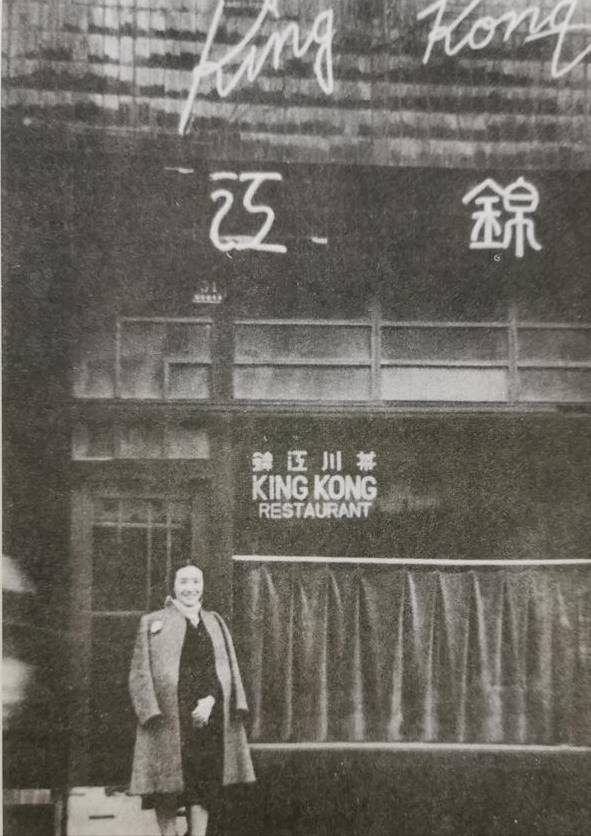 King Kong
錦江
錦江川菜
KING KONG
RESTAURANT